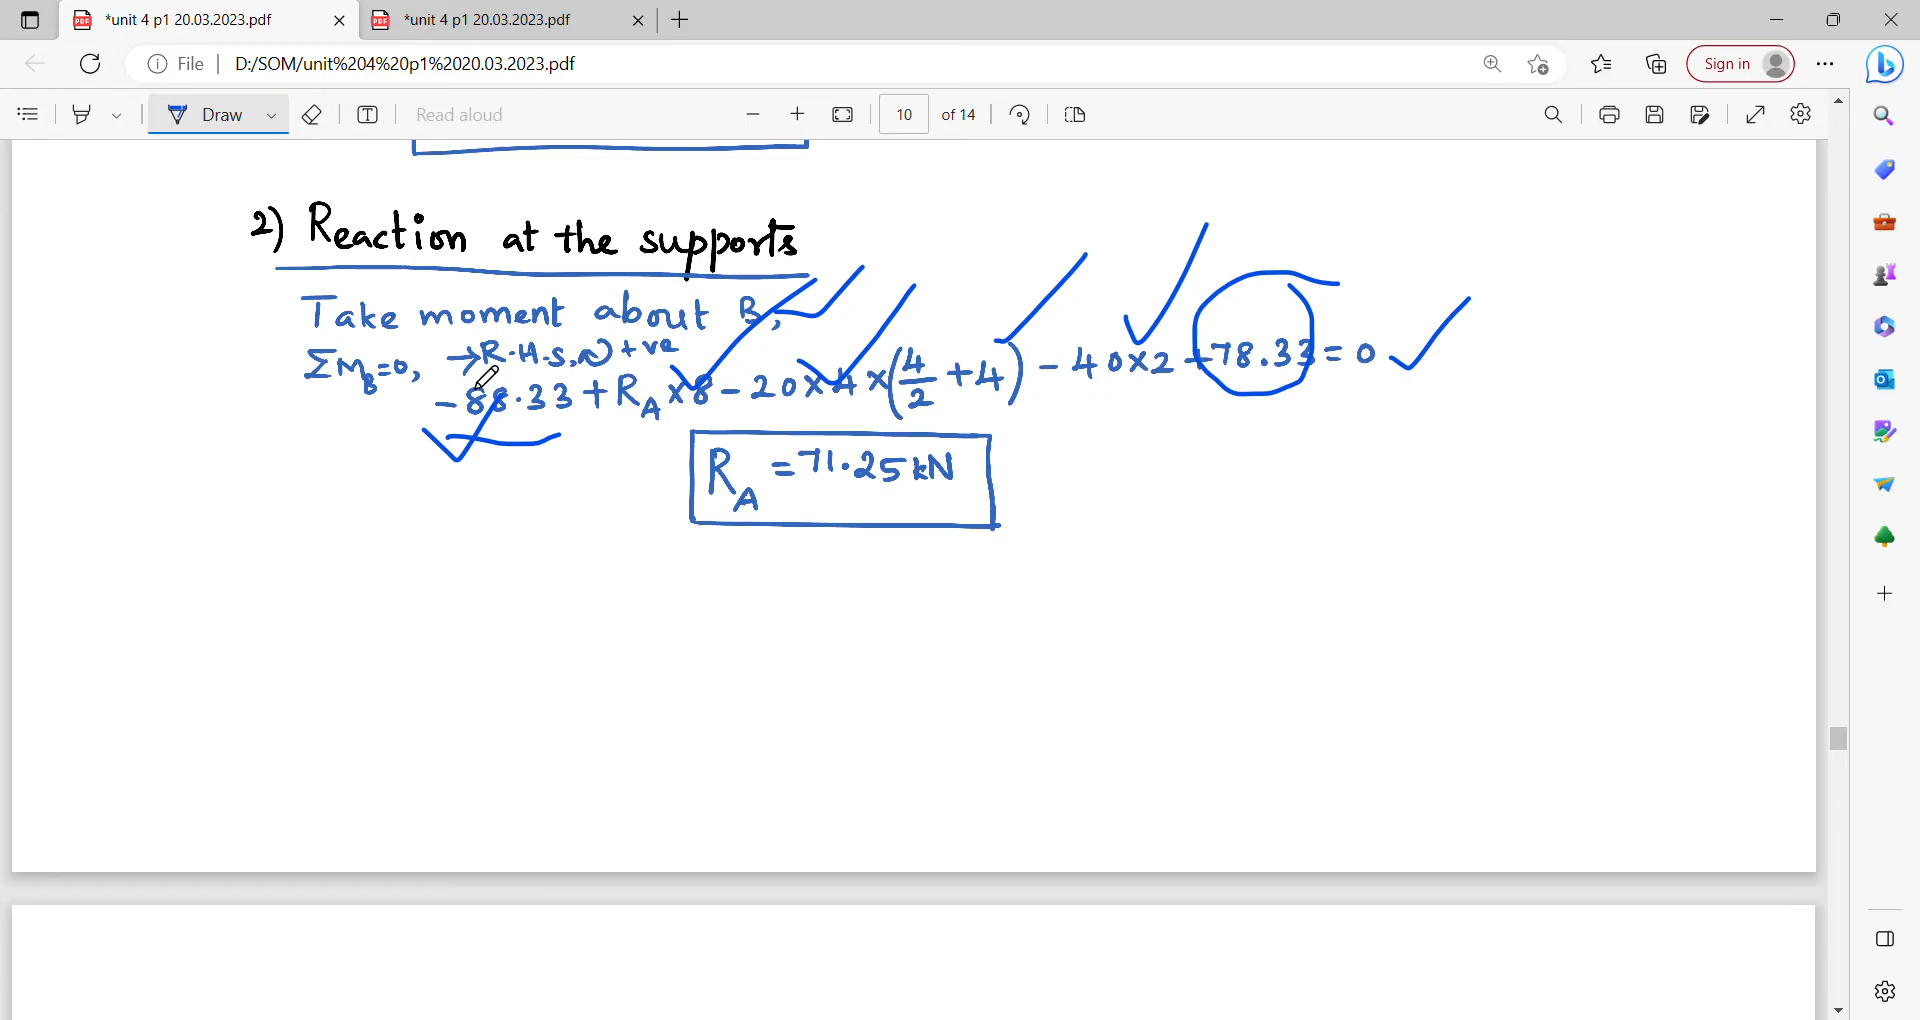 *unit 4 p1 20.03.2023.pdf
*unit 4 p1 20.03.2023.pdf
File D:/SOM/unit%204%20p1%2020.03.2023.pdf
Sign in
Draw
Read aloud
10 of 14
2) Reaction at the supports
Take moment about B,
ΣM_B=0, →R.H.S, ↷ +ve
-88.33 + R_A × 8 - 20×4×(4/2 +4) - 40×2 +78.33 = 0
R_A = 71.25 kN